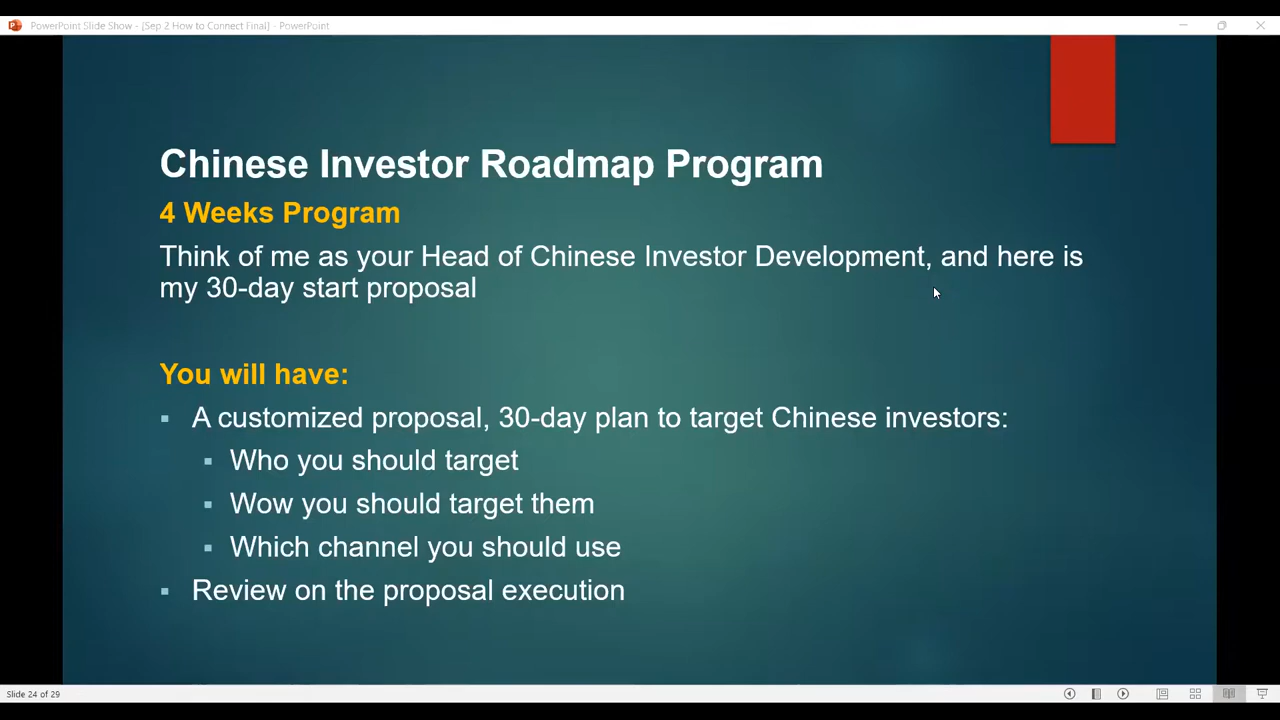 PowerPoint Slide Show - [Sep 2 How to Connect Final] - PowerPoint
Chinese Investor Roadmap Program
4 Weeks Program
Think of me as your Head of Chinese Investor Development, and here is
my 30-day start proposal
You will have:
A customized proposal, 30-day plan to target Chinese investors:
Who you should target
Wow you should target them
Which channel you should use
Review on the proposal execution
Slide 24 of 29